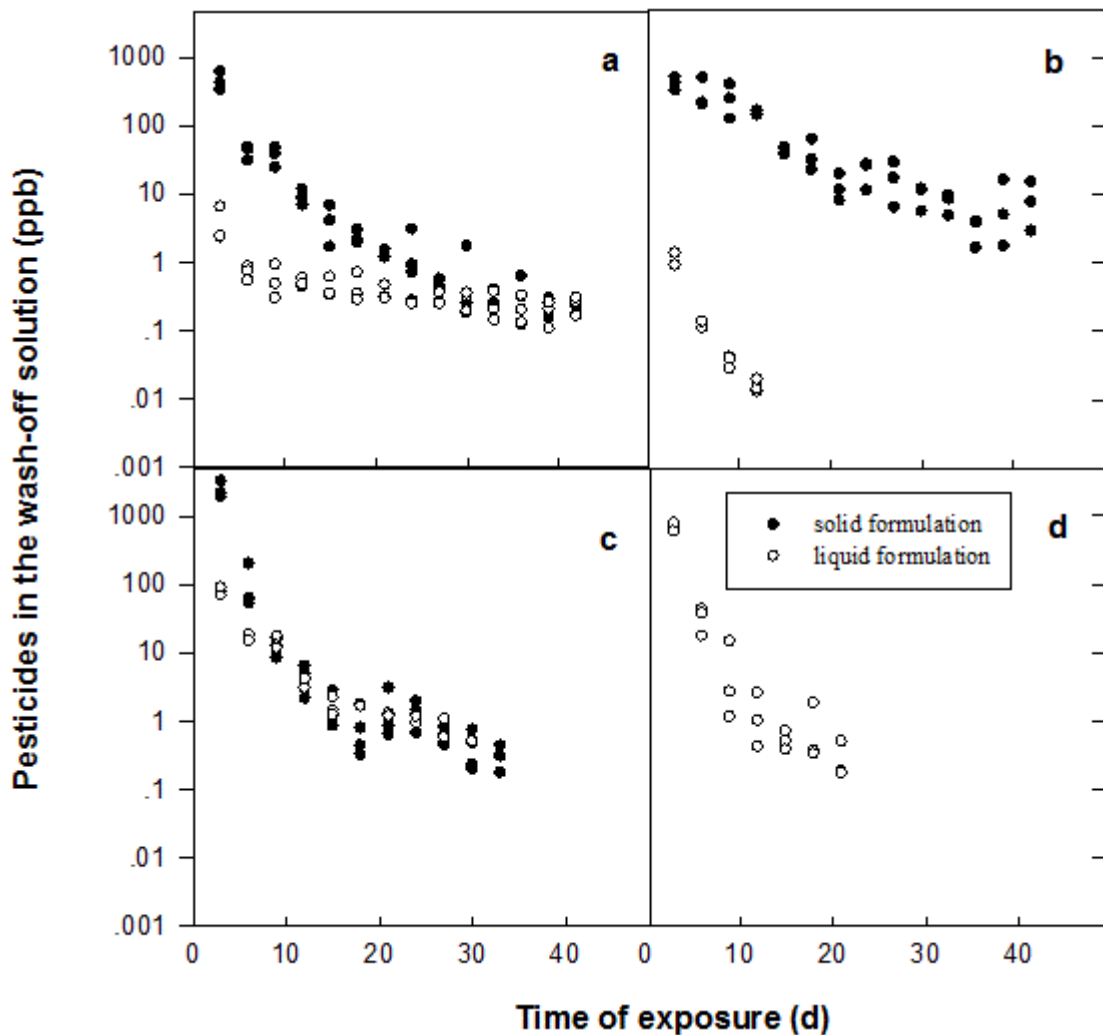 Pesticides in the wash-off solution (ppb)
1000
100
10
1
.1
.01
.001
a
b
1000
100
10
1
.1
.01
.001
c
d
solid formulation
liquid formulation
0 10 20 30 40 0 10 20 30 40
Time of exposure (d)